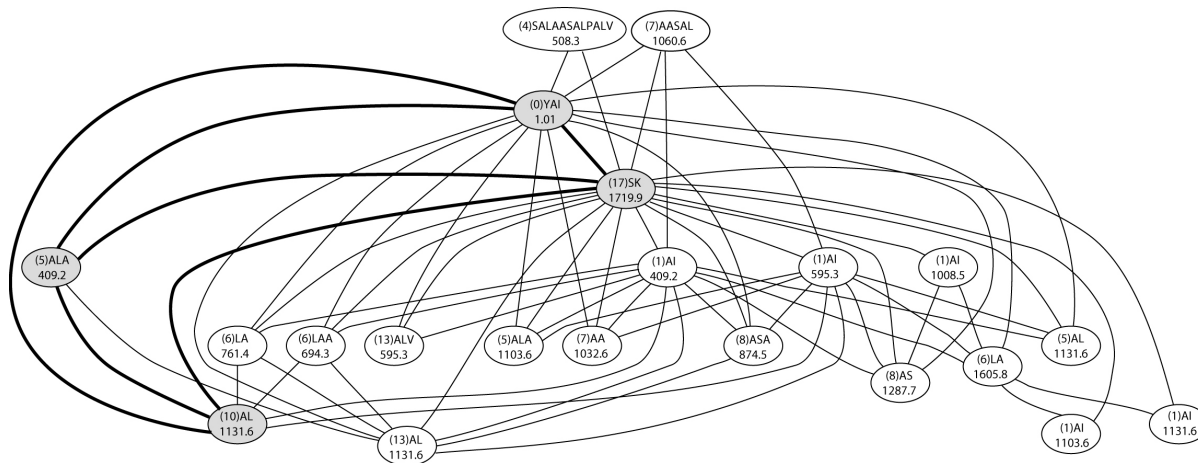 (4)SALAASALPALV
508.3
(7)AASAL
1060.6
(0)YAI
1.01
(17)SK
1719.9
(5)ALA
409.2
(1)AI
409.2
(1)AI
595.3
(1)AI
1008.5
(6)LA
761.4
(6)LAA
694.3
(13)ALV
595.3
(5)ALA
1103.6
(7)AA
1032.6
(8)ASA
874.5
(5)AL
1131.6
(6)LA
1605.8
(8)AS
1287.7
(10)AL
1131.6
(13)AL
1131.6
(1)AI
1103.6
(1)AI
1131.6